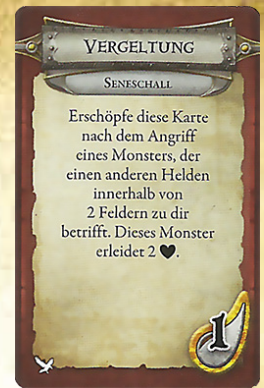 Vergeltung
Seneschall
Erschöpfe diese Karte
nach dem Angriff
eines Monsters, der
einen anderen Helden
innerhalb von
2 Feldern zu dir
betrifft. Dieses Monster
erleidet 2 ♥.
1